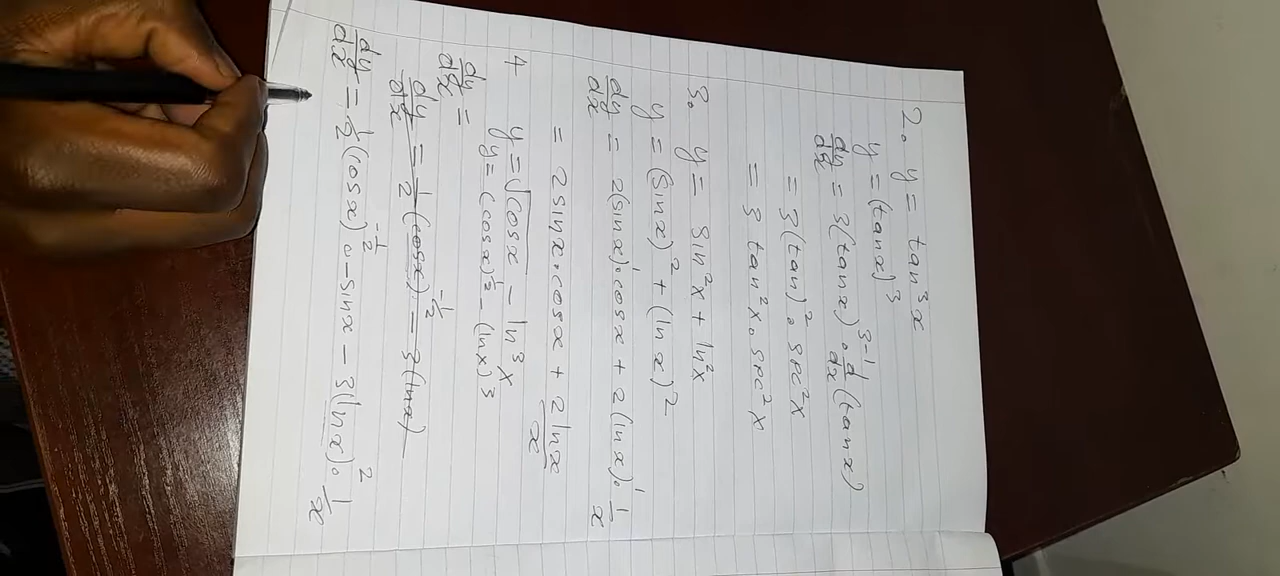 2. y = tan³x
y = (tanx)³
dy/dx = 3(tanx)³⁻¹ · d/dx (tanx)
= 3(tan)² · sec²x
= 3 tan²x · sec²x
3. y = sin²x + ln²x
y = (sinx)² + (lnx)²
dy/dx = 2(sinx)¹·cosx + 2(lnx)¹·1/x
= 2sinx·cosx + 2lnx/x
4 y = √cosx − ln³x
y = (cosx)^½ − (lnx)³
dy/dx =
dy/dx = 1/2 (cosx)^-½ · − 3(lnx)
dy/dx = ½(cosx)^-½ · −sinx − 3(lnx)² · 1/x